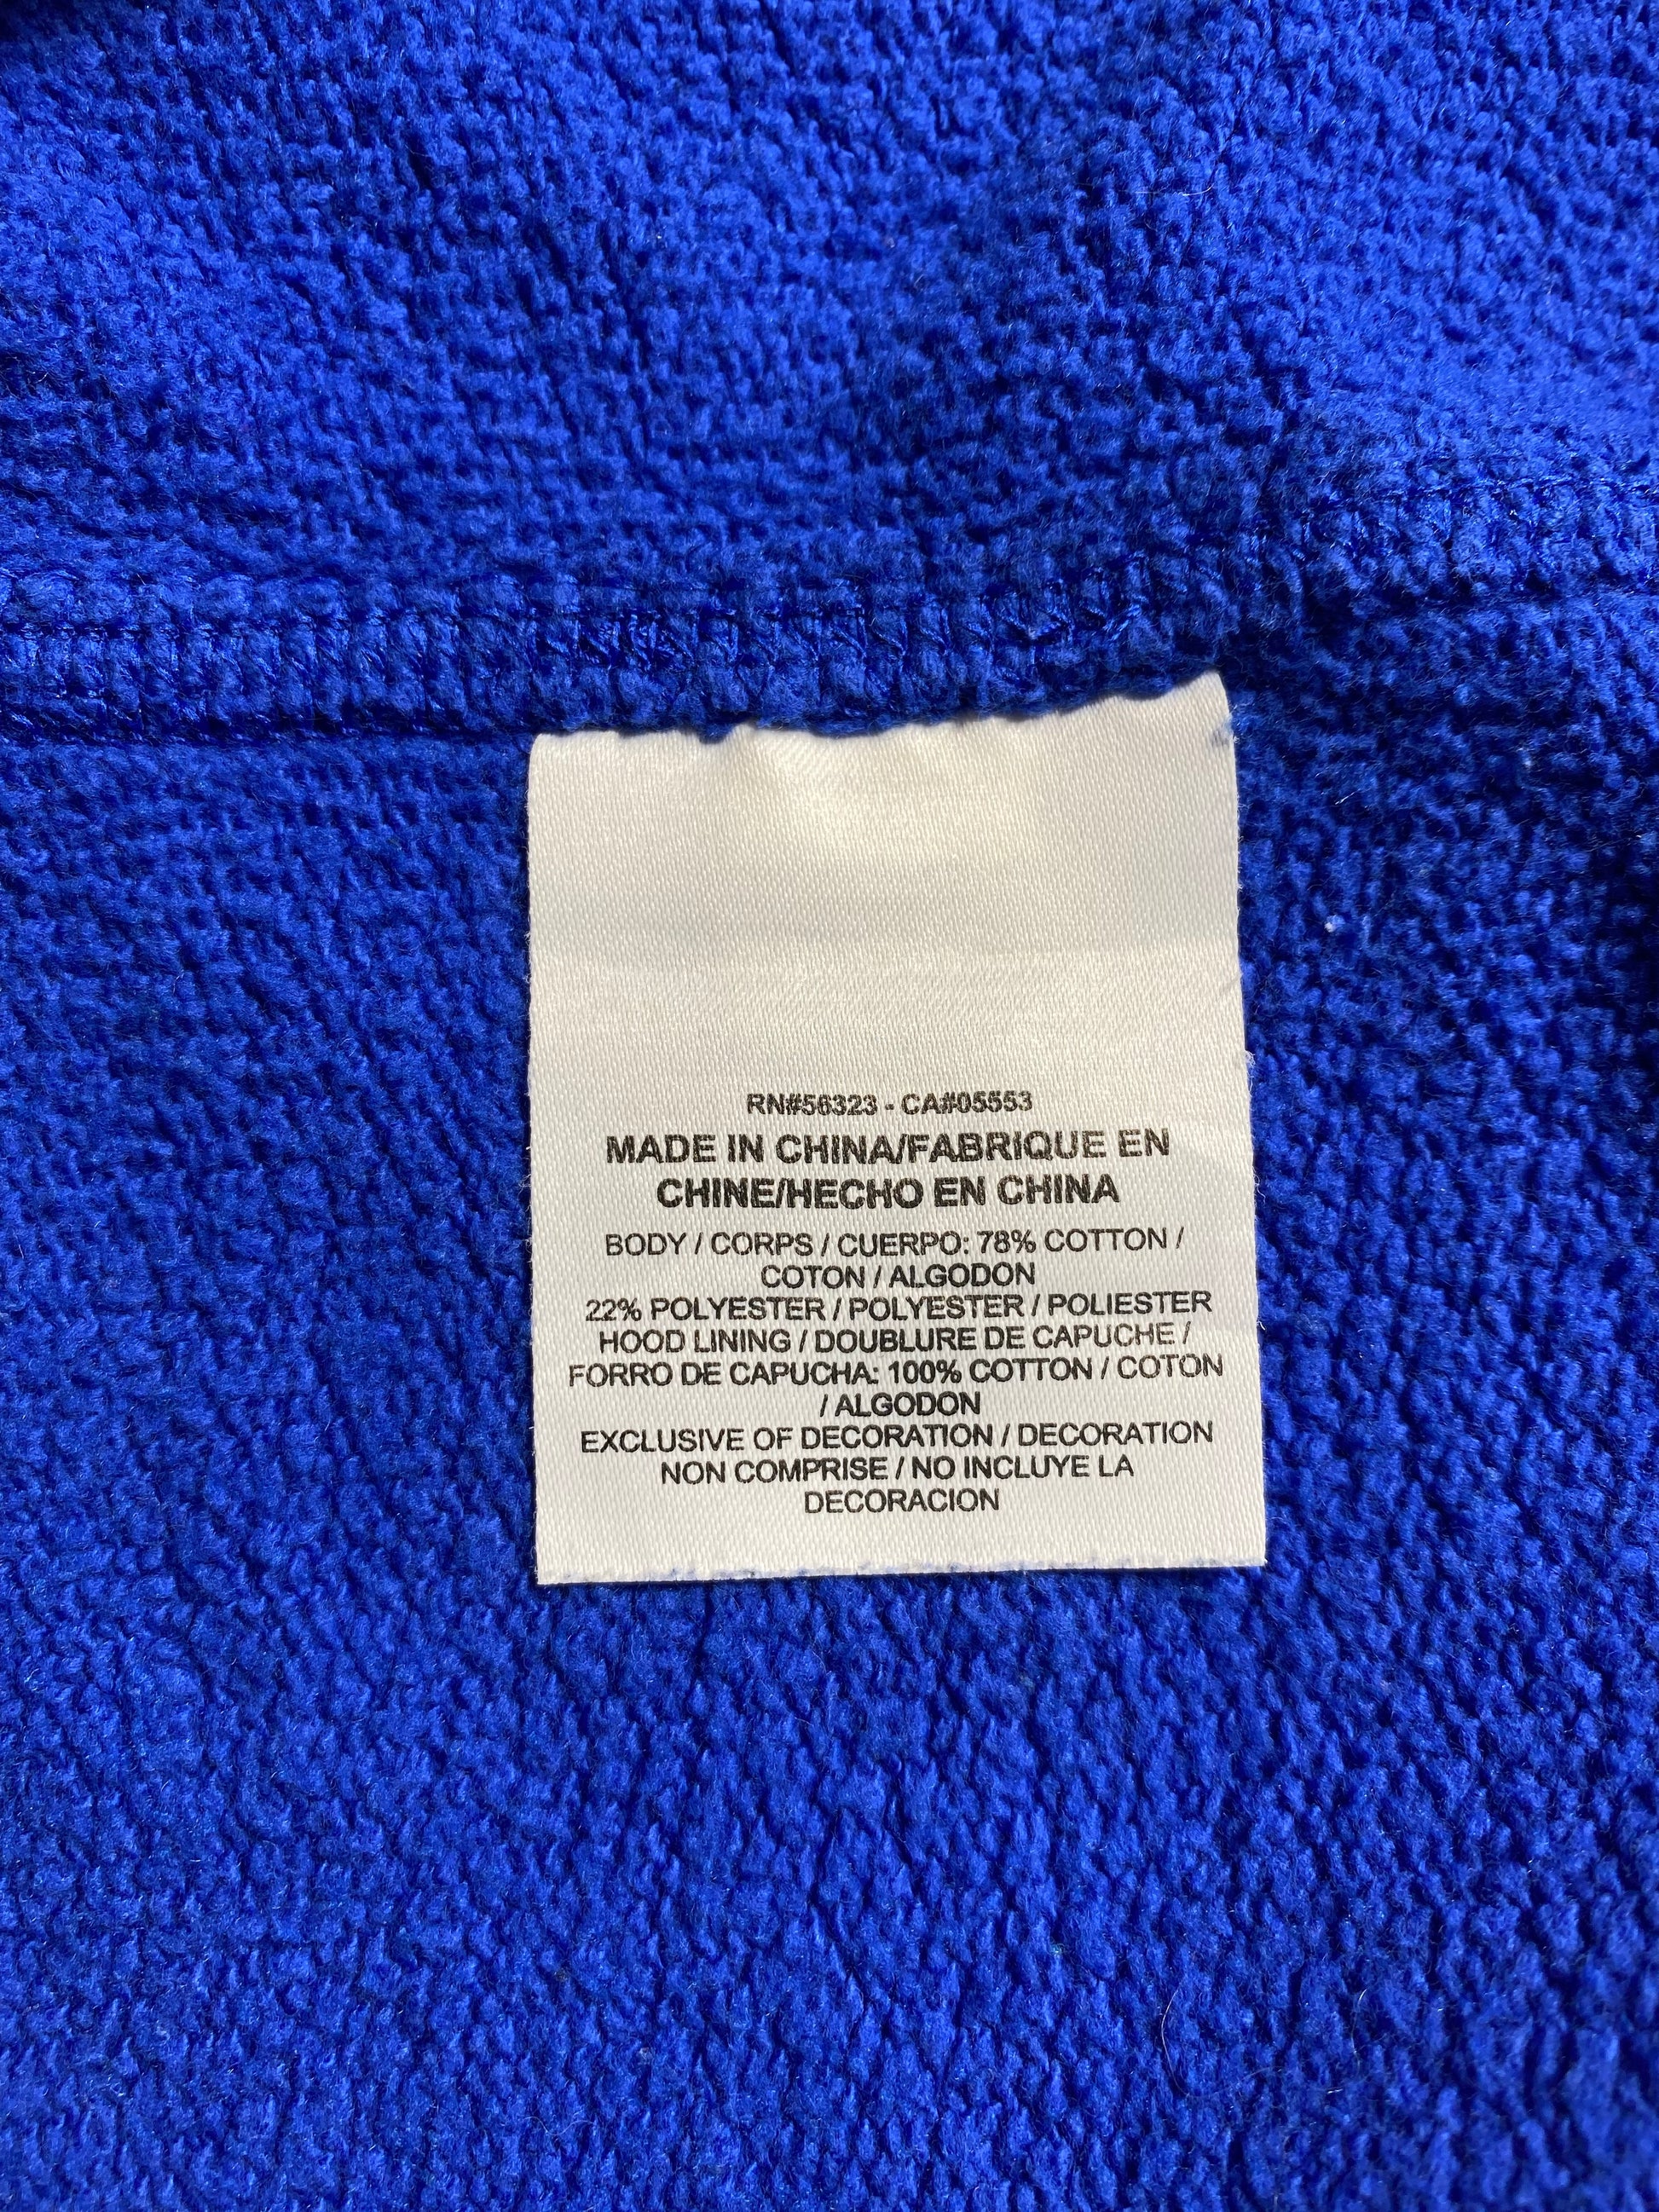 RN#56323 - CA#05553
MADE IN CHINA/FABRIQUE EN
CHINE/HECHO EN CHINA
BODY / CORPS / CUERPO: 78% COTTON /
COTON / ALGODON
22% POLYESTER / POLYESTER / POLIESTER
HOOD LINING / DOUBLURE DE CAPUCHE /
FORRO DE CAPUCHA: 100% COTTON / COTON
/ ALGODON
EXCLUSIVE OF DECORATION / DECORATION
NON COMPRISE / NO INCLUYE LA
DECORACION